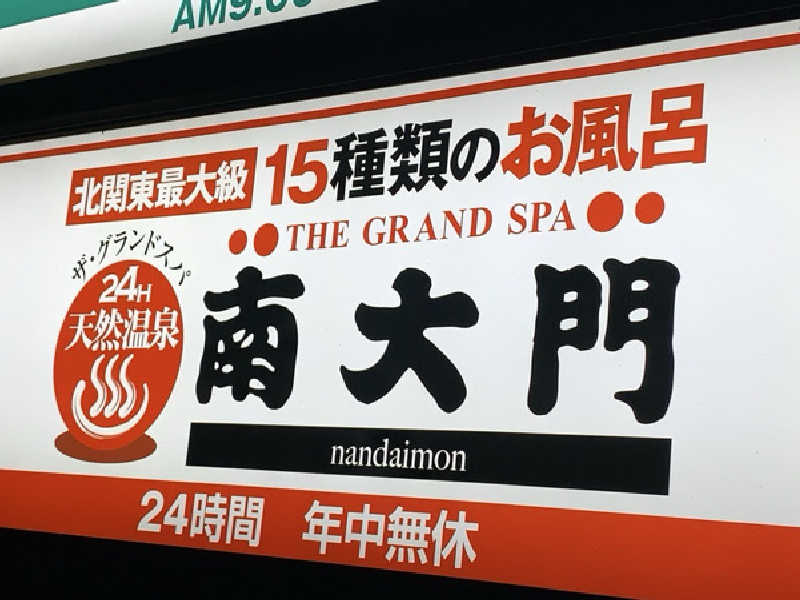 北関東最大級 15種類のお風呂
THE GRAND SPA
ザ・グランドスパ
24H
天然温泉
南大門
nandaimon
24時間 年中無休